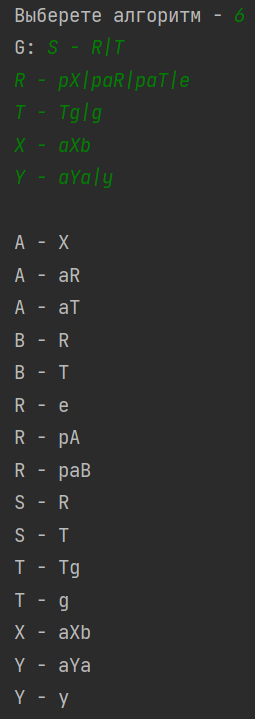 Выберете алгоритм - 6
G: S - R|T
R - pX|paR|paT|e
T - Tg|g
X - aXb
Y - aYa|y
A - X
A - aR
A - aT
B - R
B - T
R - e
R - pA
R - paB
S - R
S - T
T - Tg
T - g
X - aXb
Y - aYa
Y - y